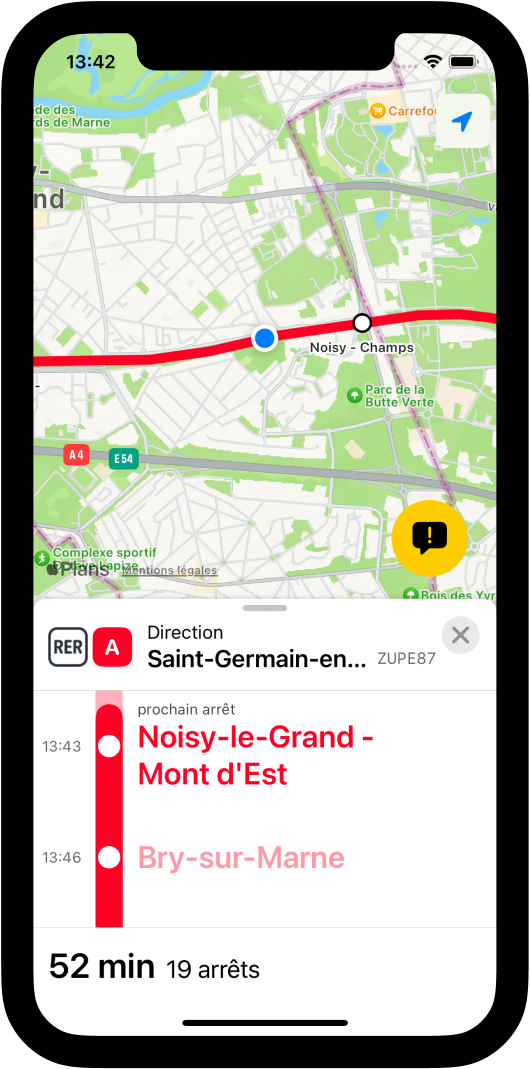 13:42
de des
rds de Marne
Carrefo
y-
nd
Noisy - Champs
Parc de la
Butte Verte
A4
E54
Complexe sportif
Plans
Mentions légales
Bois des Yvr
RER
A
Direction
Saint-Germain-en...
ZUPE87
prochain arrêt
13:43
Noisy-le-Grand -
Mont d'Est
13:46
Bry-sur-Marne
52 min 19 arrêts